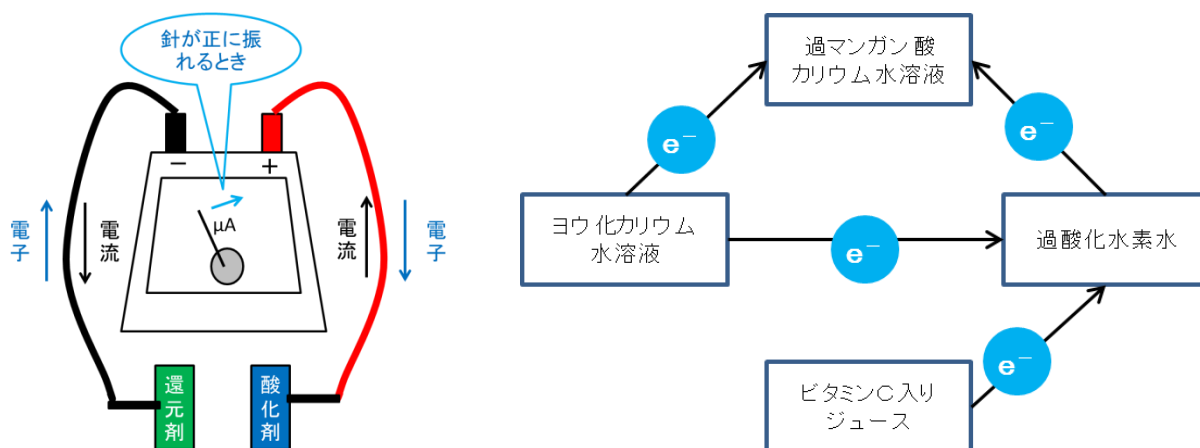 針が正に振
れるとき
−
+
μA
電子
電流
電流
電子
還元剤
酸化剤
過マンガン酸
カリウム水溶液
e−
e−
ヨウ化カリウム
水溶液
e−
過酸化水素水
e−
ビタミンC入り
ジュース